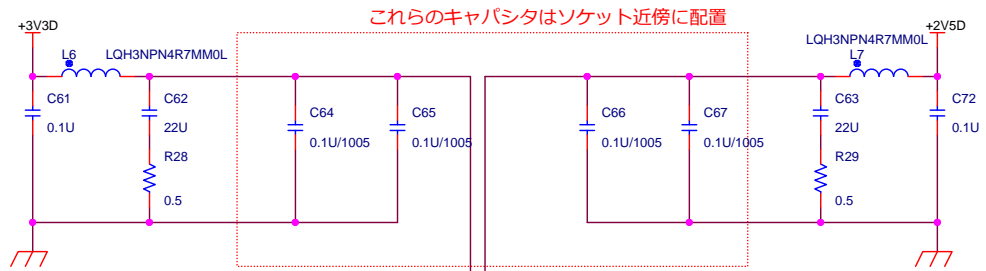 これらのキャパシタはソケット近傍に配置
+3V3D
+2V5D
L6
LQH3NPN4R7MM0L
LQH3NPN4R7MM0L
L7
C61
0.1U
C62
22U
R28
0.5
C64
0.1U/1005
C65
0.1U/1005
C66
0.1U/1005
C67
0.1U/1005
C63
22U
R29
0.5
C72
0.1U